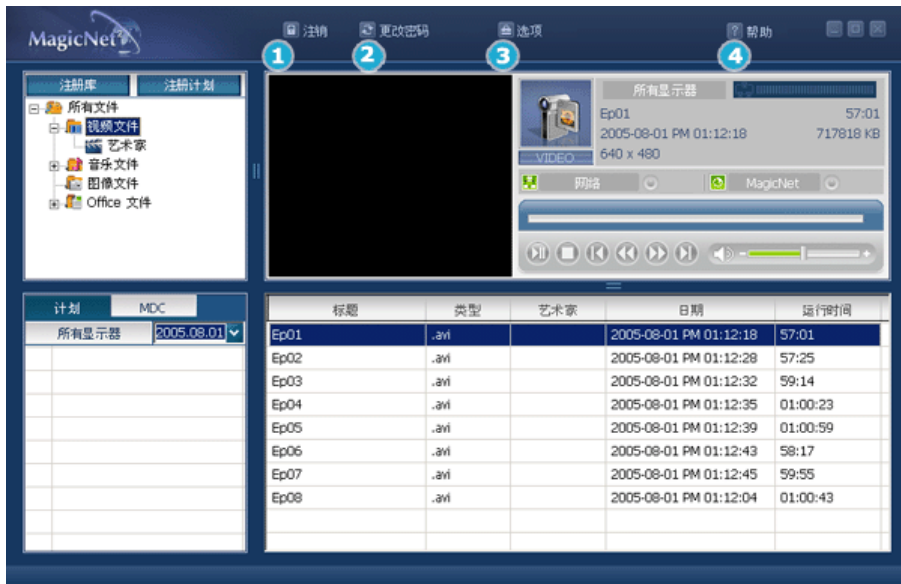 MagicNet
注销 更改密码 选项 帮助
1 2 3 4
注册库 注册计划
所有文件
视频文件
艺术家
音乐文件
图像文件
Office 文件
VIDEO
所有显示器
Ep01 57:01
2005-08-01 PM 01:12:18 717818 KB
640 x 480
网络 MagicNet
计划 MDC
所有显示器 2005.08.01
标题 类型 艺术家 日期 运行时间
Ep01 .avi 2005-08-01 PM 01:12:18 57:01
Ep02 .avi 2005-08-01 PM 01:12:28 57:25
Ep03 .avi 2005-08-01 PM 01:12:32 59:14
Ep04 .avi 2005-08-01 PM 01:12:35 01:00:23
Ep05 .avi 2005-08-01 PM 01:12:39 01:00:59
Ep06 .avi 2005-08-01 PM 01:12:43 58:17
Ep07 .avi 2005-08-01 PM 01:12:45 59:55
Ep08 .avi 2005-08-01 PM 01:12:04 01:00:43